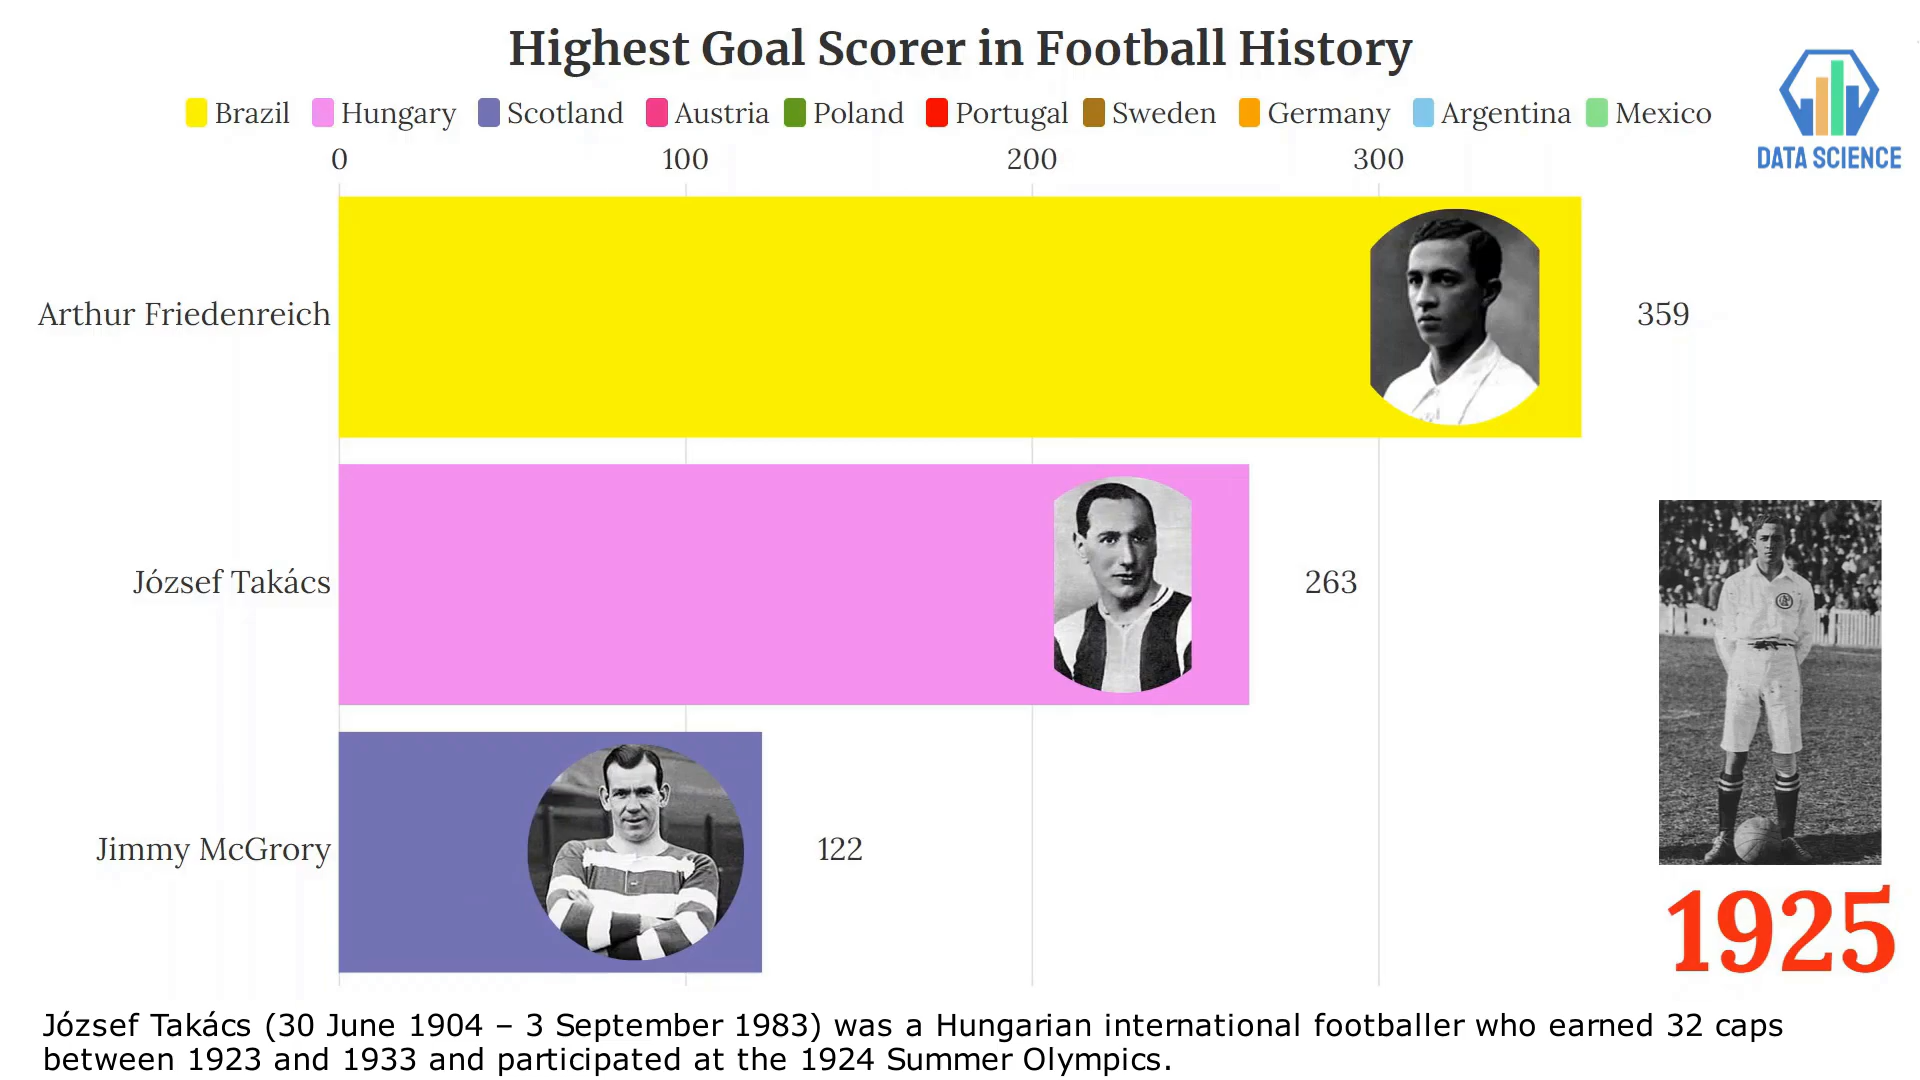 Highest Goal Scorer in Football History
Brazil Hungary Scotland Austria Poland Portugal Sweden Germany Argentina Mexico
DATA SCIENCE
0 100 200 300
Arthur Friedenreich 359
József Takács 263
Jimmy McGrory 122
1925
József Takács (30 June 1904 – 3 September 1983) was a Hungarian international footballer who earned 32 caps
between 1923 and 1933 and participated at the 1924 Summer Olympics.